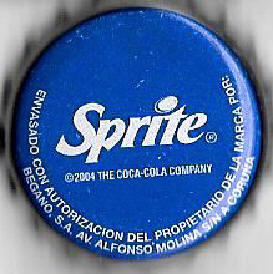 Sprite®
©2004 THE COCA-COLA COMPANY
ENVASADO CON AUTORIZACION DEL PROPIETARIO DE LA MARCA POR:
BEGANO, S.A. AV. ALFONSO MOLINA, S/N A CORUÑA